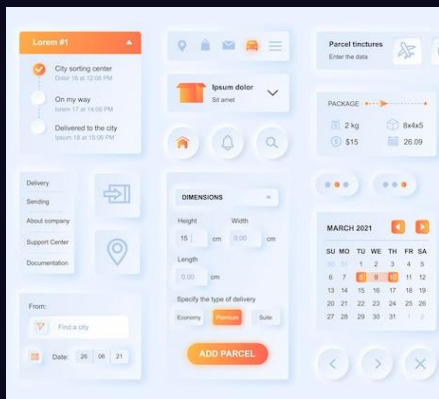 Lorem #1
City sorting center
Dolor 16 at 12:08 PM
On my way
lorem 17 at 14:06 PM
Delivered to the city
Ipsum 18 at 15:06 PM
Ipsum dolor
Sit amet
Parcel tinctures
Enter the data
PACKAGE
2 kg
8x4x5
$15
26.09
Delivery
Sending
About company
Support Center
Documentation
DIMENSIONS
Height
Width
15
cm
0.00
cm
Length
0.00
cm
Specify the type of delivery
Economy
Premium
Suite
ADD PARCEL
MARCH 2021
SU MO TU WE TH FR SA
30 31 1 2 3 4 5
6 7 8 9 10 11 12
13 14 15 16 17 18 19
20 21 22 23 24 25 26
27 28 29 30 31 1 2
From:
Find a city
Date: 26 06 21